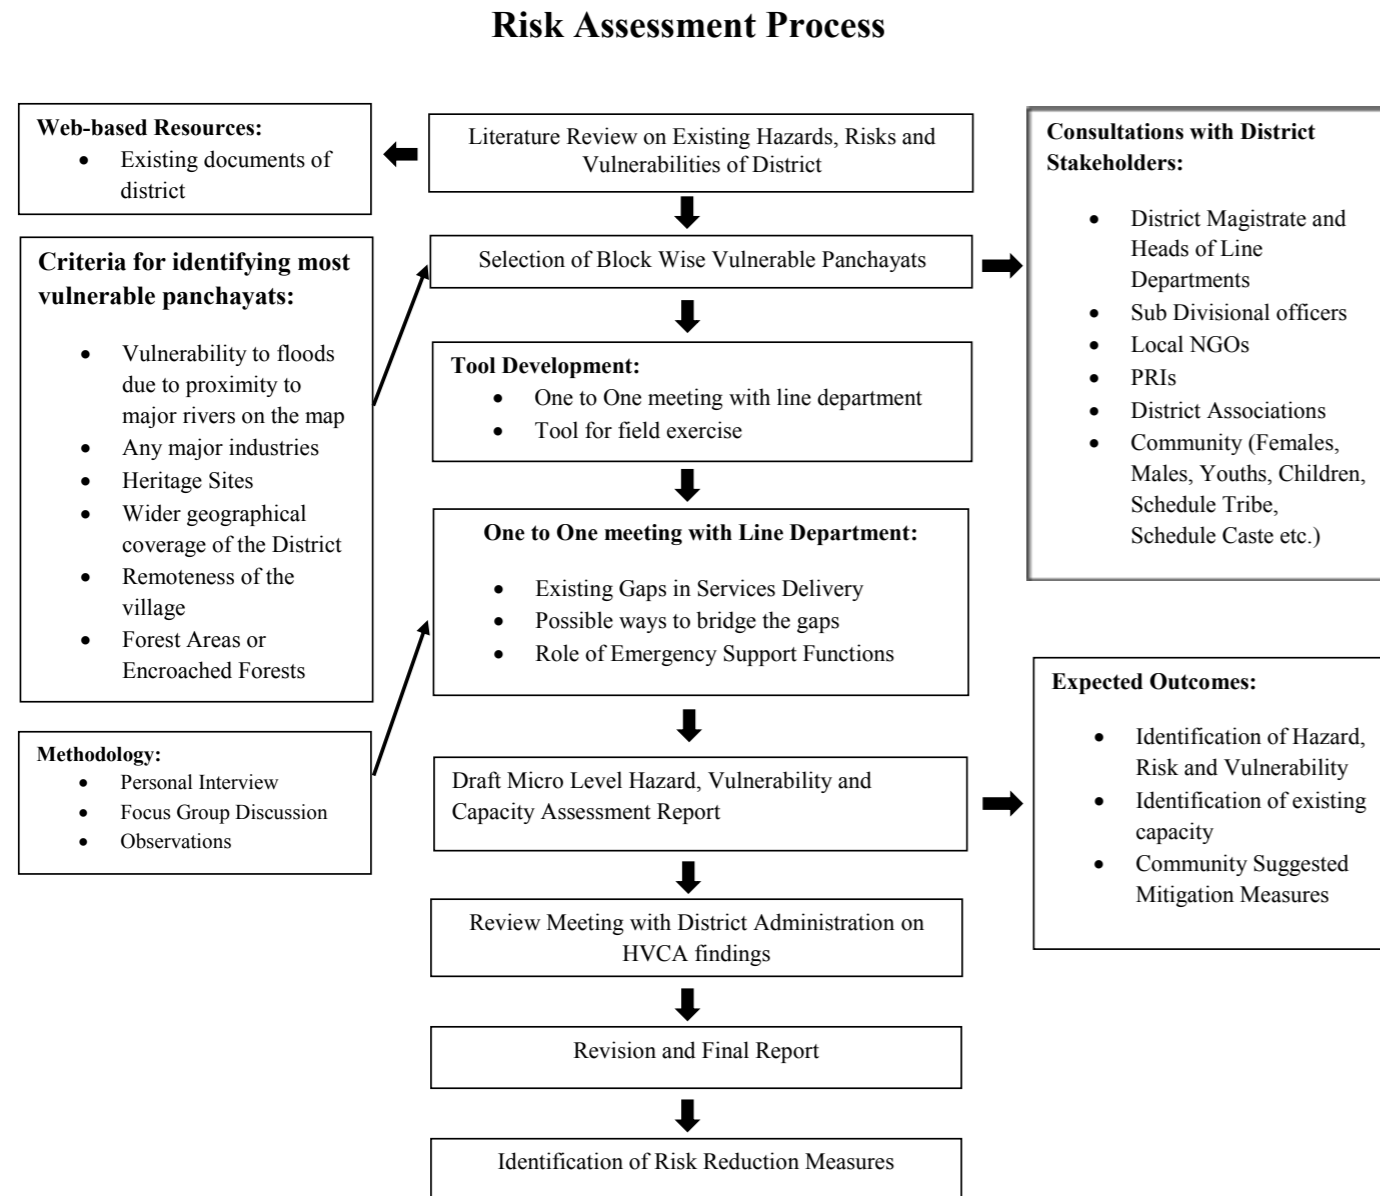 Risk Assessment Process
Web-based Resources:
• Existing documents of
district
Literature Review on Existing Hazards, Risks and
Vulnerabilities of District
Consultations with District
Stakeholders:
• District Magistrate and
Heads of Line
Departments
• Sub Divisional officers
• Local NGOs
• PRIs
• District Associations
• Community (Females,
Males, Youths, Children,
Schedule Tribe,
Schedule Caste etc.)
Criteria for identifying most
vulnerable panchayats:
• Vulnerability to floods
due to proximity to
major rivers on the map
• Any major industries
• Heritage Sites
• Wider geographical
coverage of the District
• Remoteness of the
village
• Forest Areas or
Encroached Forests
Selection of Block Wise Vulnerable Panchayats
Tool Development:
• One to One meeting with line department
• Tool for field exercise
One to One meeting with Line Department:
• Existing Gaps in Services Delivery
• Possible ways to bridge the gaps
• Role of Emergency Support Functions
Methodology:
• Personal Interview
• Focus Group Discussion
• Observations
Draft Micro Level Hazard, Vulnerability and
Capacity Assessment Report
Expected Outcomes:
• Identification of Hazard,
Risk and Vulnerability
• Identification of existing
capacity
• Community Suggested
Mitigation Measures
Review Meeting with District Administration on
HVCA findings
Revision and Final Report
Identification of Risk Reduction Measures